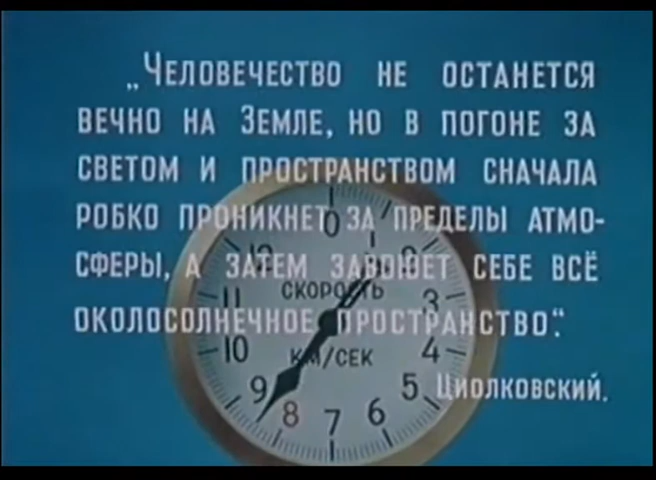 „Человечество не останется
вечно на Земле, но в погоне за
светом и пространством сначала
робко проникнет за пределы атмо-
сферы, а затем завоюет себе всё
околосолнечное пространство“.
Циолковский.
0
1
2
3
4
5
6
7
8
9
10
11
12
СКОРОСТЬ
КМ/СЕК